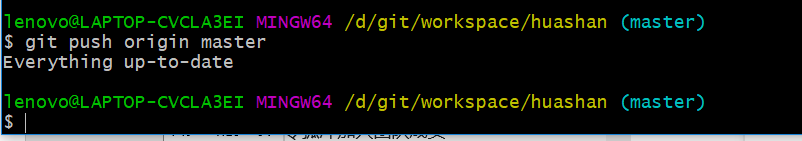 lenovo@LAPTOP-CVCLA3EI MINGW64 /d/git/workspace/huashan (master)
$ git push origin master
Everything up-to-date
lenovo@LAPTOP-CVCLA3EI MINGW64 /d/git/workspace/huashan (master)
$